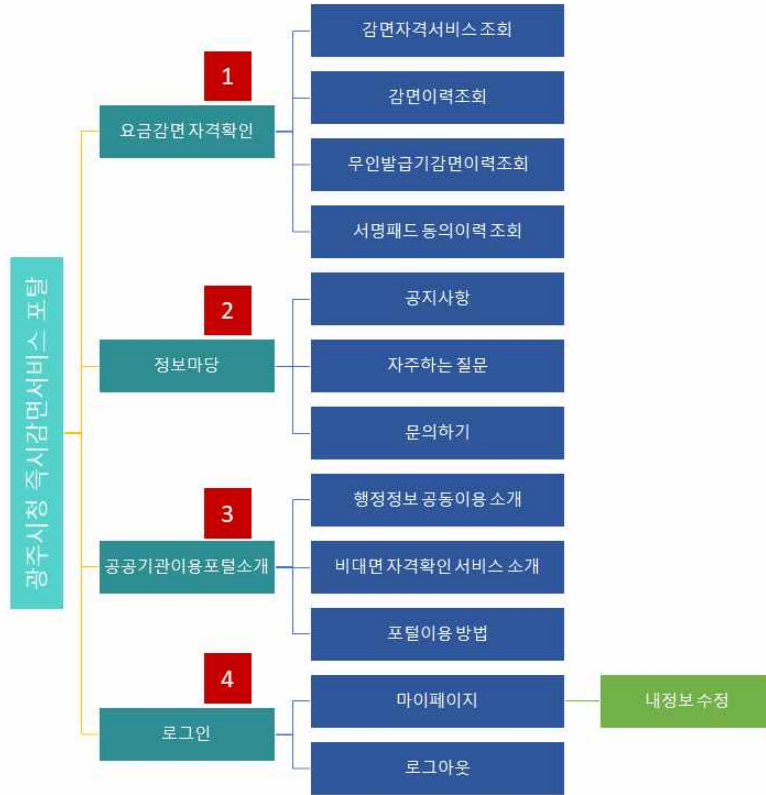 광주시청 즉시감면서비스 포탈
1
요금감면 자격확인
감면자격서비스 조회
감면이력조회
무인발급기감면이력조회
서명패드 동의이력 조회
2
정보마당
공지사항
자주하는 질문
문의하기
3
공공기관이용포털소개
행정정보 공동이용 소개
비대면 자격확인 서비스 소개
포털이용 방법
4
로그인
마이페이지
내정보 수정
로그아웃